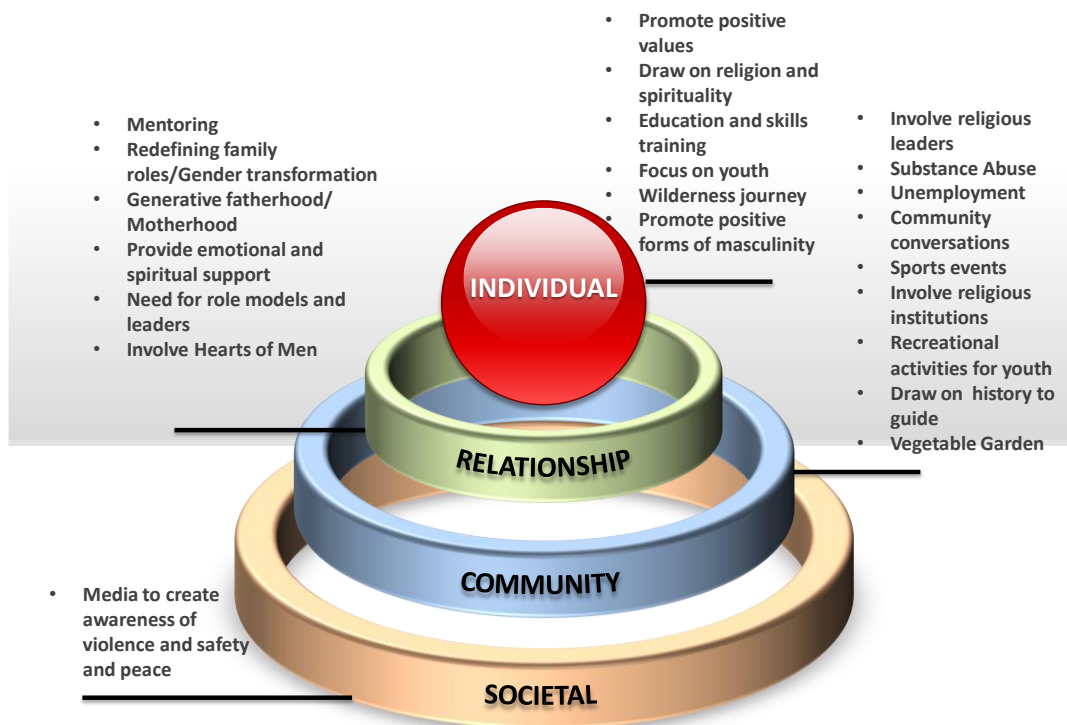 • Promote positive
values
• Draw on religion and
spirituality
• Education and skills
training
• Focus on youth
• Wilderness journey
• Promote positive
forms of masculinity
• Mentoring
• Redefining family
roles/Gender transformation
• Generative fatherhood/
Motherhood
• Provide emotional and
spiritual support
• Need for role models and
leaders
• Involve Hearts of Men
• Involve religious
leaders
• Substance Abuse
• Unemployment
• Community
conversations
• Sports events
• Involve religious
institutions
• Recreational
activities for youth
• Draw on history to
guide
• Vegetable Garden
INDIVIDUAL
RELATIONSHIP
COMMUNITY
• Media to create
awareness of
violence and safety
and peace
SOCIETAL